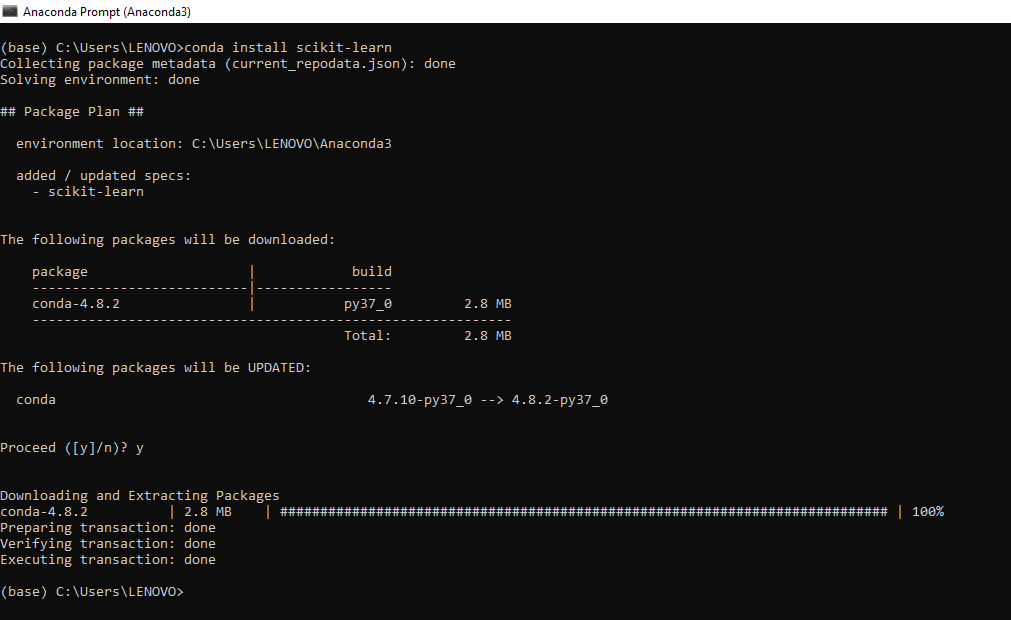 Anaconda Prompt (Anaconda3)
(base) C:\Users\LENOVO>conda install scikit-learn
Collecting package metadata (current_repodata.json): done
Solving environment: done
## Package Plan ##
  environment location: C:\Users\LENOVO\Anaconda3
  added / updated specs:
    - scikit-learn
The following packages will be downloaded:
    package                    |            build
    ---------------------------|-----------------
    conda-4.8.2                |           py37_0         2.8 MB
    ------------------------------------------------------------
                                           Total:         2.8 MB
The following packages will be UPDATED:
  conda                                       4.7.10-py37_0 --> 4.8.2-py37_0
Proceed ([y]/n)? y
Downloading and Extracting Packages
conda-4.8.2          | 2.8 MB    | ############################################################################ | 100%
Preparing transaction: done
Verifying transaction: done
Executing transaction: done
(base) C:\Users\LENOVO>